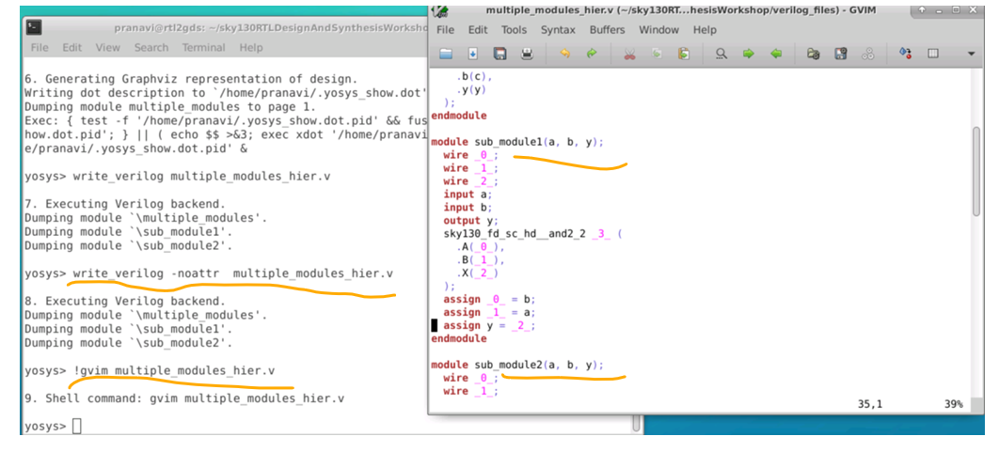 pranavi@rtl2gds: ~/sky130RTLDesignAndSynthesisWorksho
File Edit View Search Terminal Help
6. Generating Graphviz representation of design.
Writing dot description to `/home/pranavi/.yosys_show.dot'
Dumping module multiple_modules to page 1.
Exec: { test -f '/home/pranavi/.yosys_show.dot.pid' && fus
how.dot.pid'; } || ( echo $$ >&3; exec xdot '/home/pranavi
e/pranavi/.yosys_show.dot.pid' &
yosys> write_verilog multiple_modules_hier.v
7. Executing Verilog backend.
Dumping module `\multiple_modules'.
Dumping module `\sub_module1'.
Dumping module `\sub_module2'.
yosys> write_verilog -noattr  multiple_modules_hier.v
8. Executing Verilog backend.
Dumping module `\multiple_modules'.
Dumping module `\sub_module1'.
Dumping module `\sub_module2'.
yosys> !gvim multiple_modules_hier.v
9. Shell command: gvim multiple_modules_hier.v
yosys>
multiple_modules_hier.v (~/sky130RT...hesisWorkshop/verilog_files) - GVIM
File Edit Tools Syntax Buffers Window Help
.b(c),
.y(y)
);
endmodule
module sub_module1(a, b, y);
wire _0_;
wire _1_;
wire _2_;
input a;
input b;
output y;
sky130_fd_sc_hd__and2_2 _3_ (
.A(_0_),
.B(_1_),
.X(_2_)
);
assign _0_ = b;
assign _1_ = a;
assign y = _2_;
endmodule
module sub_module2(a, b, y);
wire _0_;
wire _1_;
35,1 39%